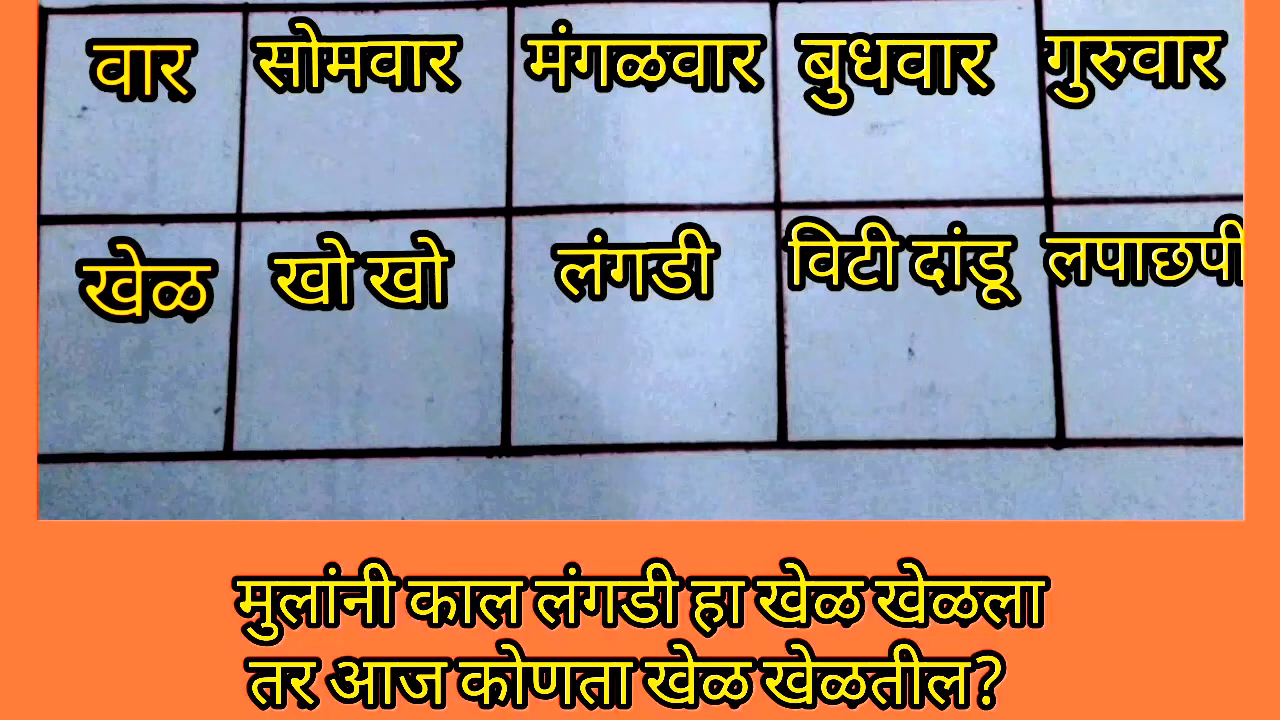 वार सोमवार मंगळवार बुधवार गुरुवार
खेळ खो खो लंगडी विटी दांडू लपाछपी
मुलांनी काल लंगडी हा खेळ खेळला
तर आज कोणता खेळ खेळतील?